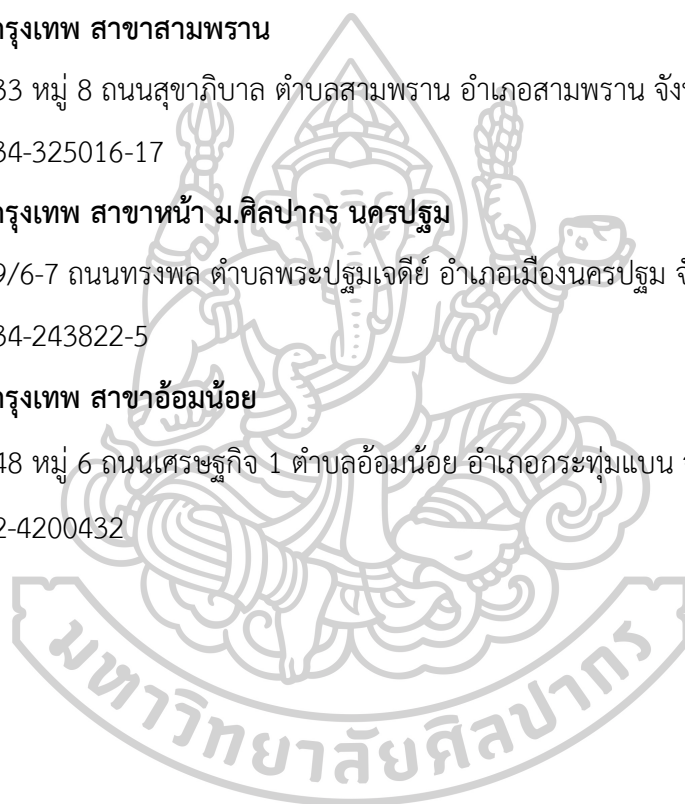 กรุงเทพ สาขาสามพราน
33 หมู่ 8 ถนนสุขาภิบาล ตำบลสามพราน อำเภอสามพราน
34-325016-17
กรุงเทพ สาขาหน้า ม.ศิลปากร นครปฐม
9/6-7 ถนนทรงพล ตำบลพระปฐมเจดีย์ อำเภอเมืองนครปฐม
34-243822-5
กรุงเทพ สาขาอ้อมน้อย
48 หมู่ 6 ถนนเศรษฐกิจ 1 ตำบลอ้อมน้อย อำเภอกระทุ่มแบน
2-4200432
มหาวิทยาลัยศิลปากร